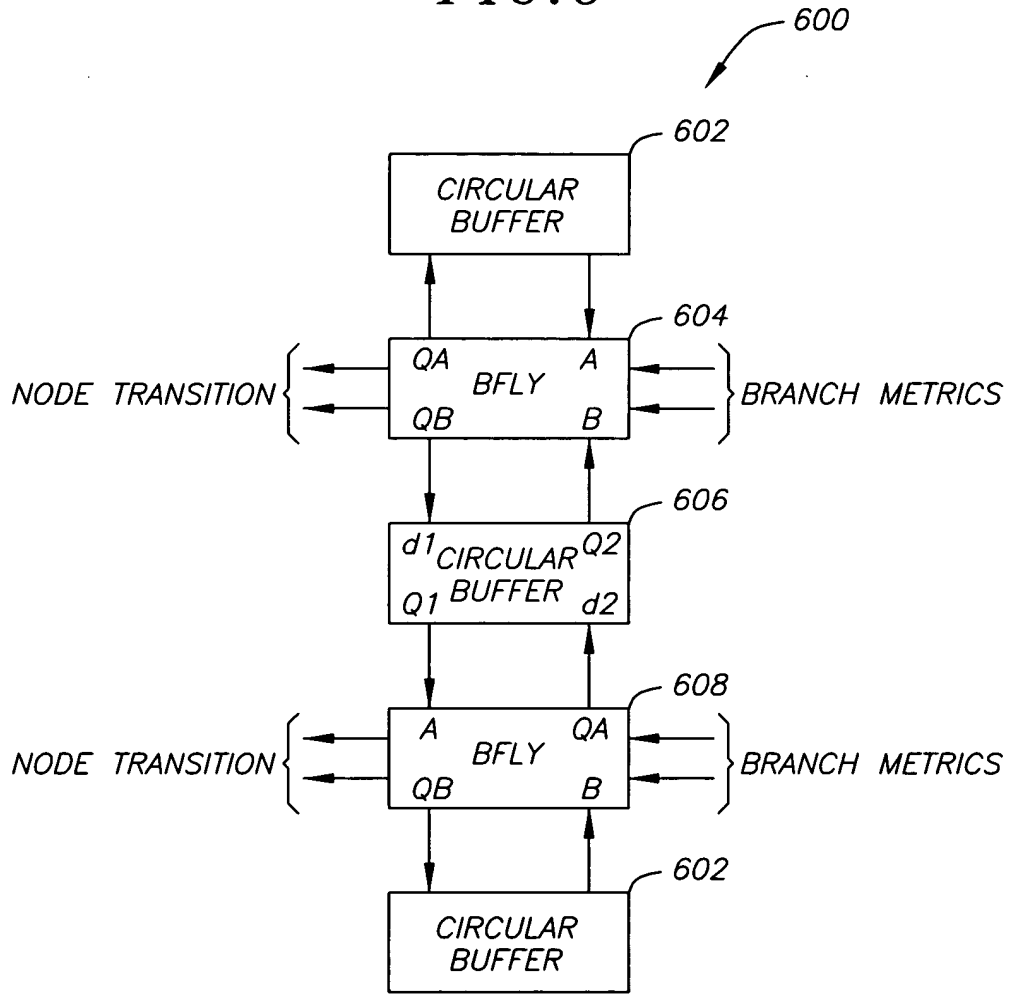 600
602
CIRCULAR
BUFFER
604
QA A
NODE TRANSITION BFLY BRANCH METRICS
QB B
606
d1 Q2
CIRCULAR
BUFFER
Q1 d2
608
A QA
NODE TRANSITION BFLY BRANCH METRICS
QB B
602
CIRCULAR
BUFFER